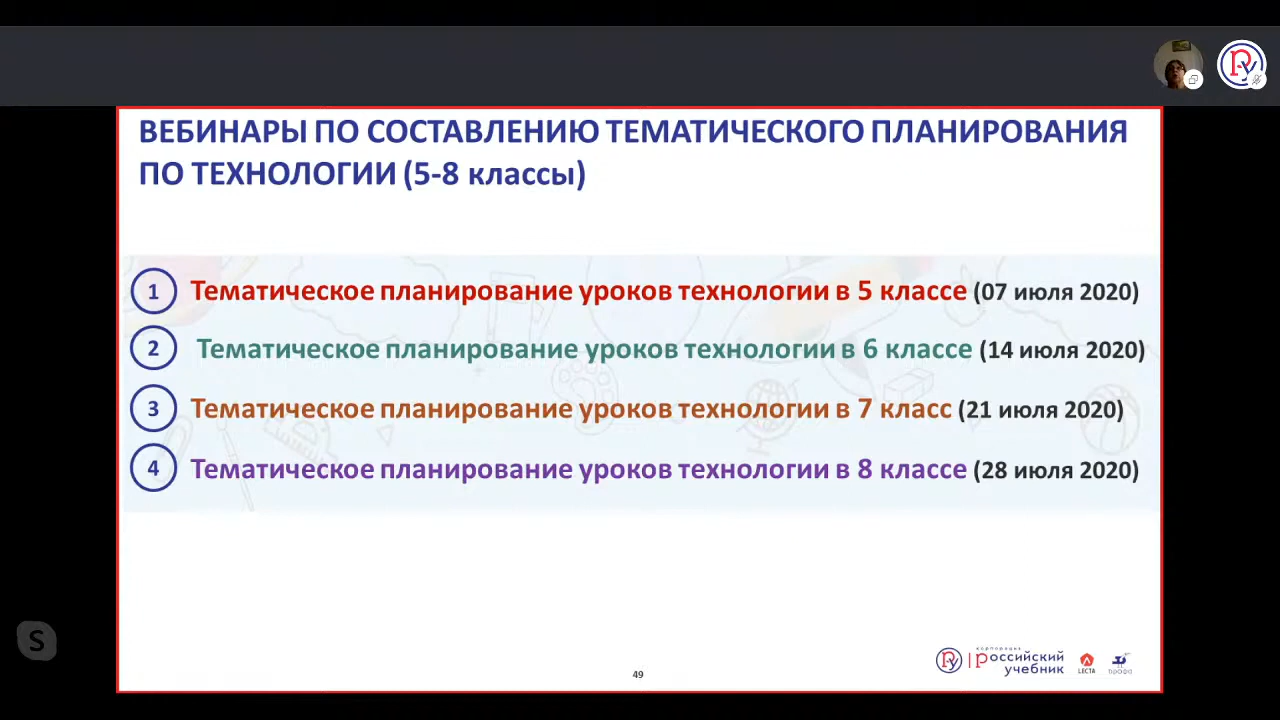 ВЕБИНАРЫ ПО СОСТАВЛЕНИЮ ТЕМАТИЧЕСКОГО ПЛАНИРОВАНИЯ
ПО ТЕХНОЛОГИИ (5-8 классы)
1 Тематическое планирование уроков технологии в 5 классе (07 июля 2020)
2 Тематическое планирование уроков технологии в 6 классе (14 июля 2020)
3 Тематическое планирование уроков технологии в 7 класс (21 июля 2020)
4 Тематическое планирование уроков технологии в 8 классе (28 июля 2020)
S
корпорация
российский
учебник
LECTA
49